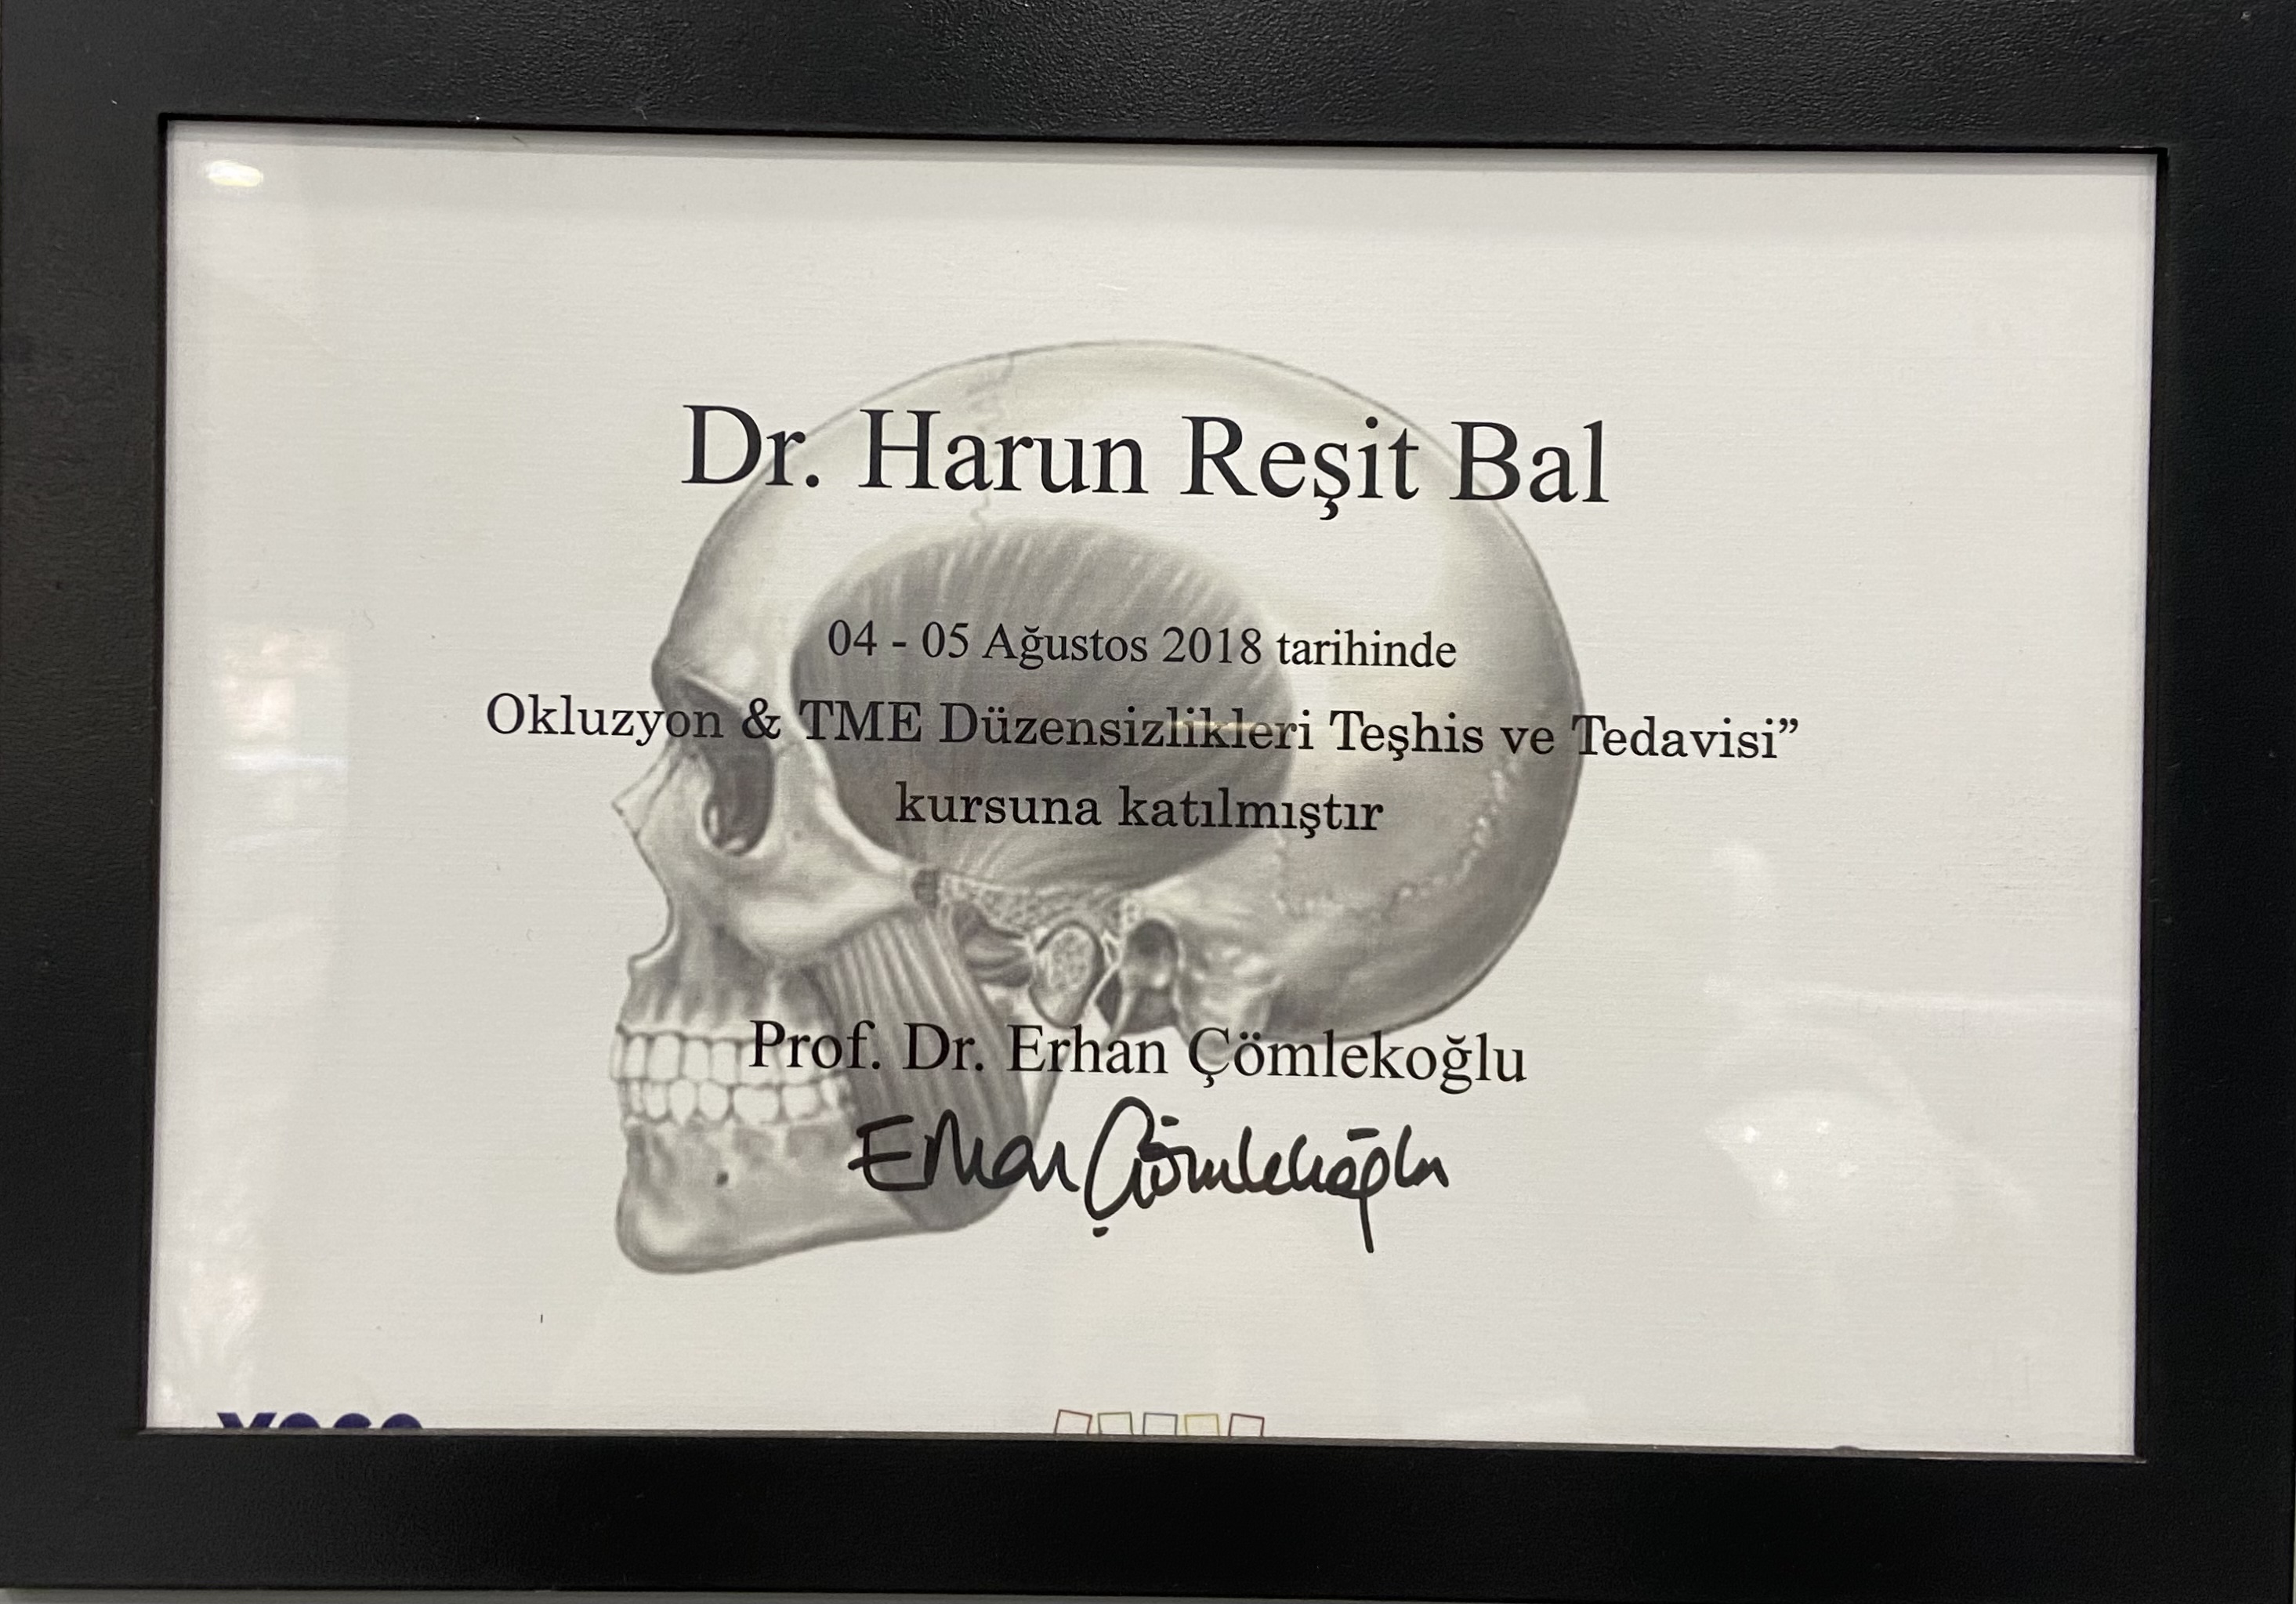 Dr. Harun Reşit Bal
04 - 05 Ağustos 2018 tarihinde
Okluzyon & TME Düzensizlikleri Teşhis ve Tedavisi”
kursuna katılmıştır
Prof. Dr. Erhan Çömlekoğlu
Erhan Çömlekoğlu